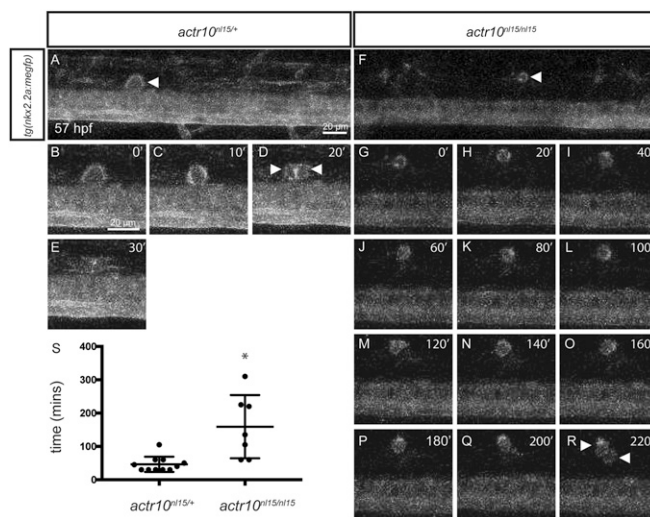 actr10nl15/+
actr10nl15/nl15
tg(nkx2.2a:megfp)
A
57 hpf
20 µm
F
B 0'
20 µm
C 10'
D 20'
G 0'
H 20'
I 40'
E 30'
J 60'
K 80'
L 100'
M 120'
N 140'
O 160'
P 180'
Q 200'
R 220'
S
time (mins)
400
300
200
100
0
*
actr10nl15/+
actr10nl15/nl15